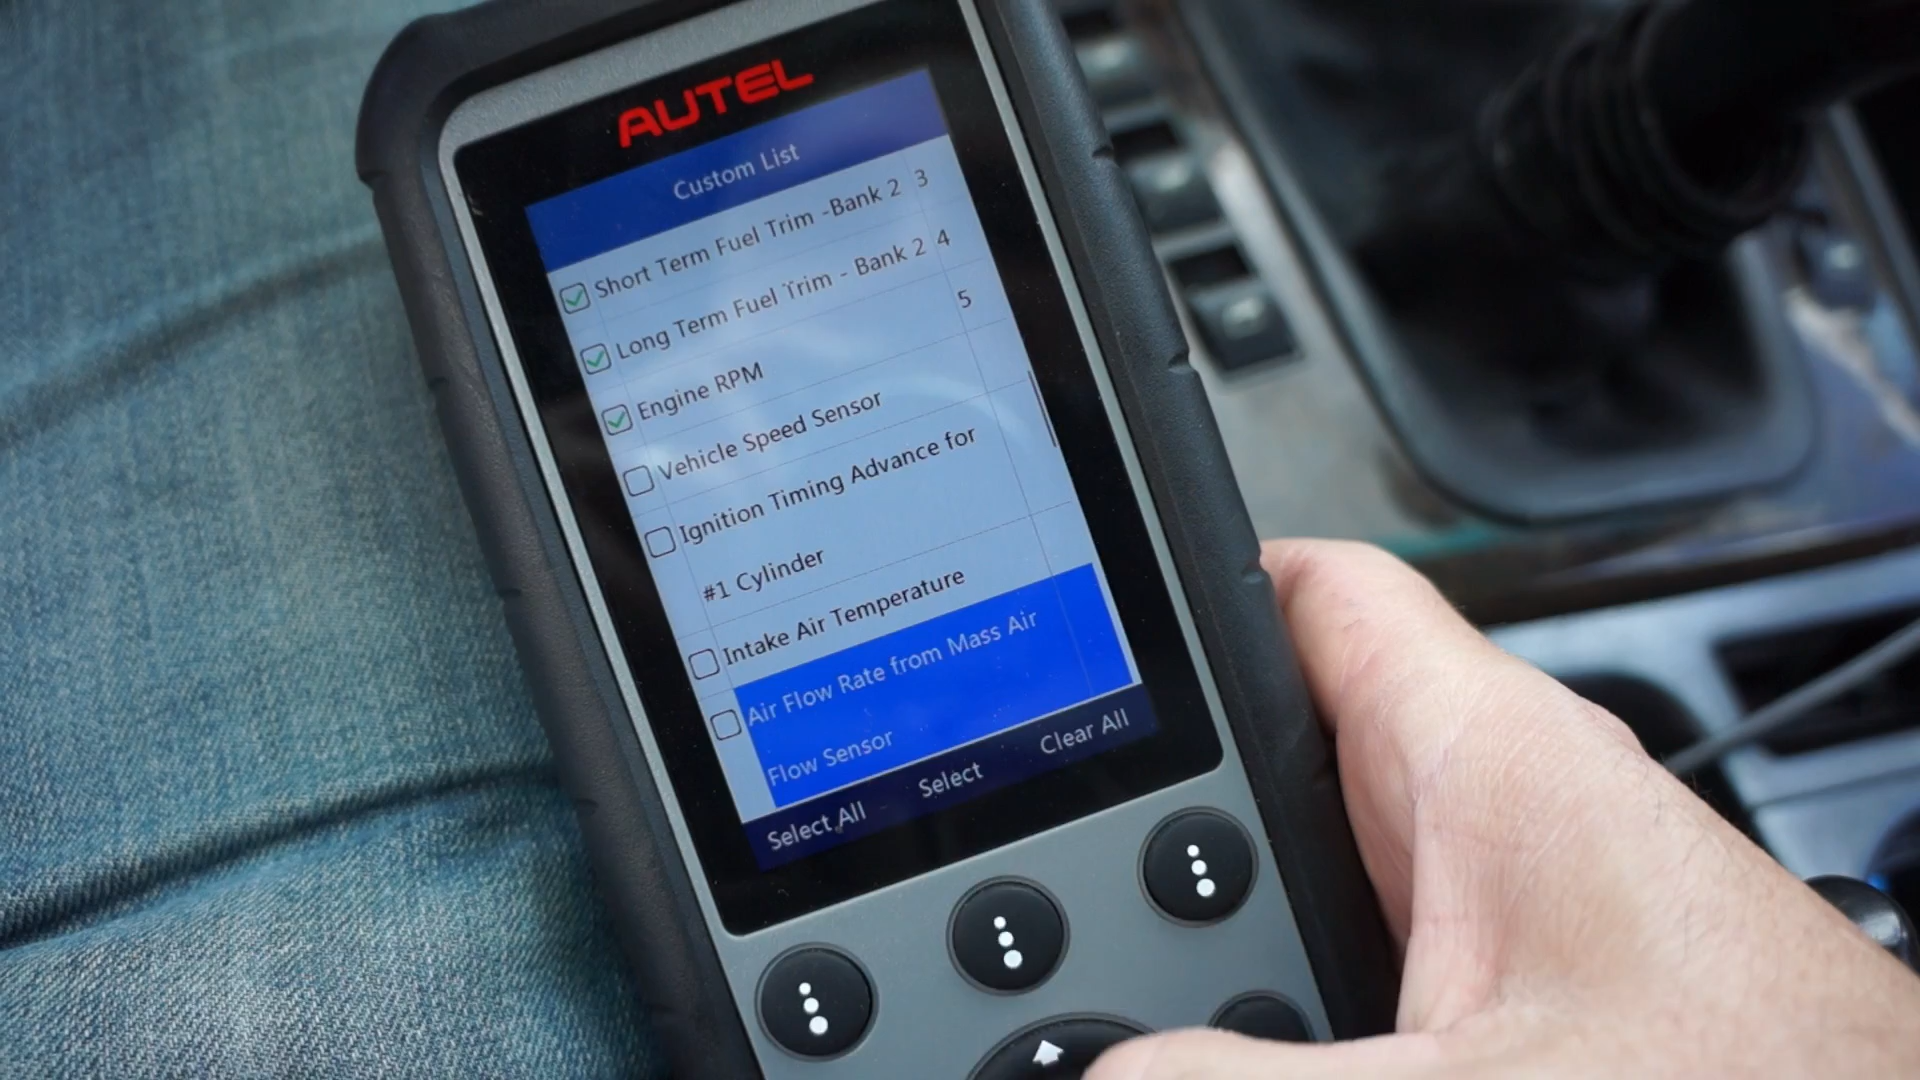 AUTEL
Custom List
Short Term Fuel Trim -Bank 2 3
Long Term Fuel Trim - Bank 2 4
Engine RPM 5
Vehicle Speed Sensor
Ignition Timing Advance for
#1 Cylinder
Intake Air Temperature
Air Flow Rate from Mass Air
Flow Sensor
Select All Select Clear All